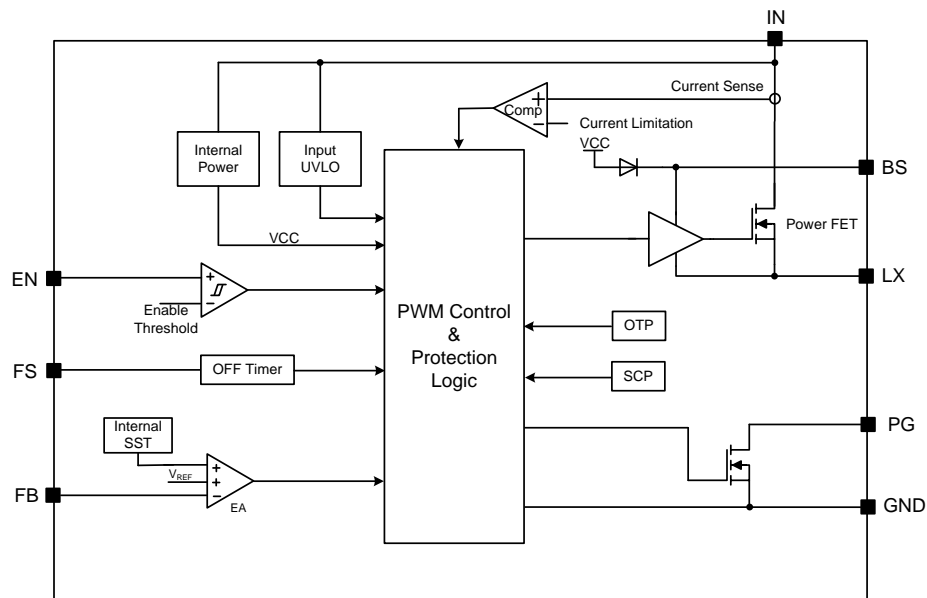 IN
Current Sense
+
Comp
−
Current Limitation
Internal
Power
Input
UVLO
VCC
BS
Power FET
VCC
EN
+
−
Enable
Threshold
LX
PWM Control
&
Protection
Logic
OTP
FS
OFF Timer
SCP
Internal
SST
PG
VREF
+
+
−
EA
FB
GND